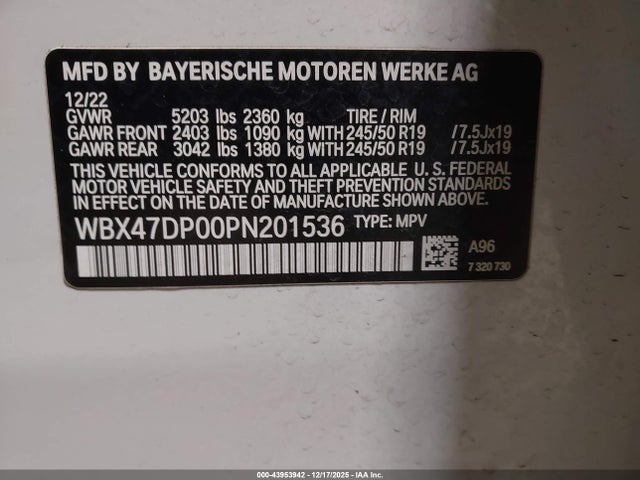 MFD BY BAYERISCHE MOTOREN WERKE AG
12/22
GVWR 5203 lbs 2360 kg TIRE / RIM
GAWR FRONT 2403 lbs 1090 kg WITH 245/50 R19 /7.5Jx19
GAWR REAR 3042 lbs 1380 kg WITH 245/50 R19 /7.5Jx19
THIS VEHICLE CONFORMS TO ALL APPLICABLE U. S. FEDERAL
MOTOR VEHICLE SAFETY AND THEFT PREVENTION STANDARDS
IN EFFECT ON THE DATE OF MANUFACTURE SHOWN ABOVE.
WBX47DP00PN201536 TYPE: MPV
A96
7 320 730
000-43953942 - 12/17/2025 - IAA Inc.